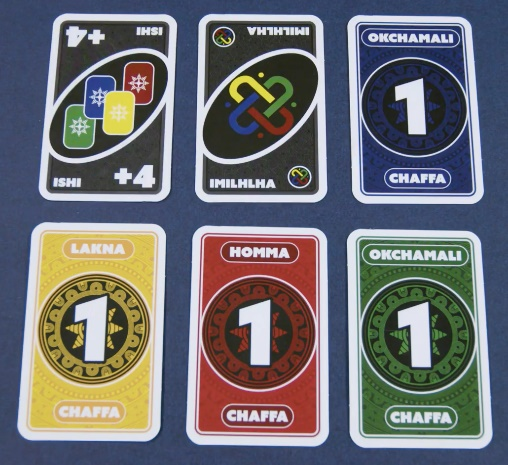 +4 ISHI
+4
ISHI
IMILHLHA
IMILHLHA
OKCHAMALI
1
CHAFFA
LAKNA
1
CHAFFA
HOMMA
1
CHAFFA
OKCHAMALI
1
CHAFFA